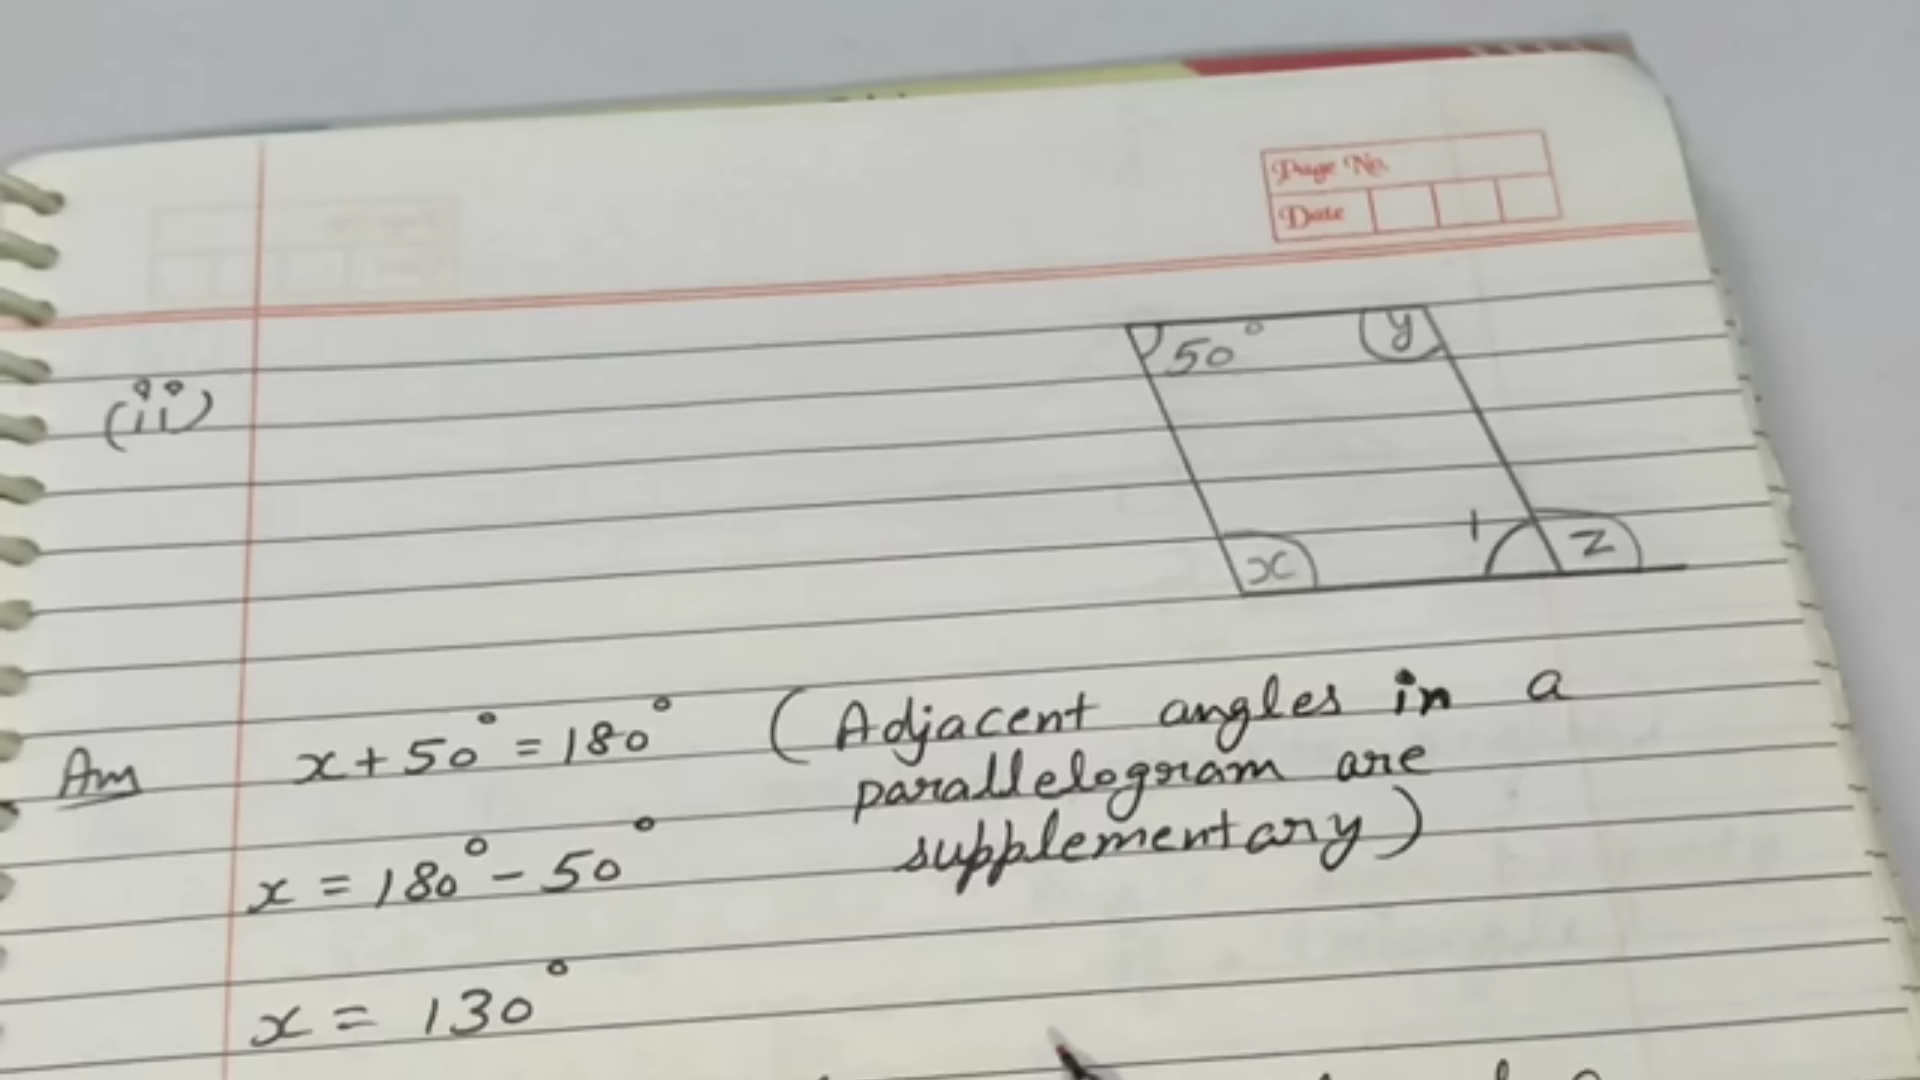 Page No.
Date
50° y
(ii)
1 z
x
Ans x + 50° = 180° (Adjacent angles in a
parallelogram are
x = 180° - 50° supplementary)
x = 130°